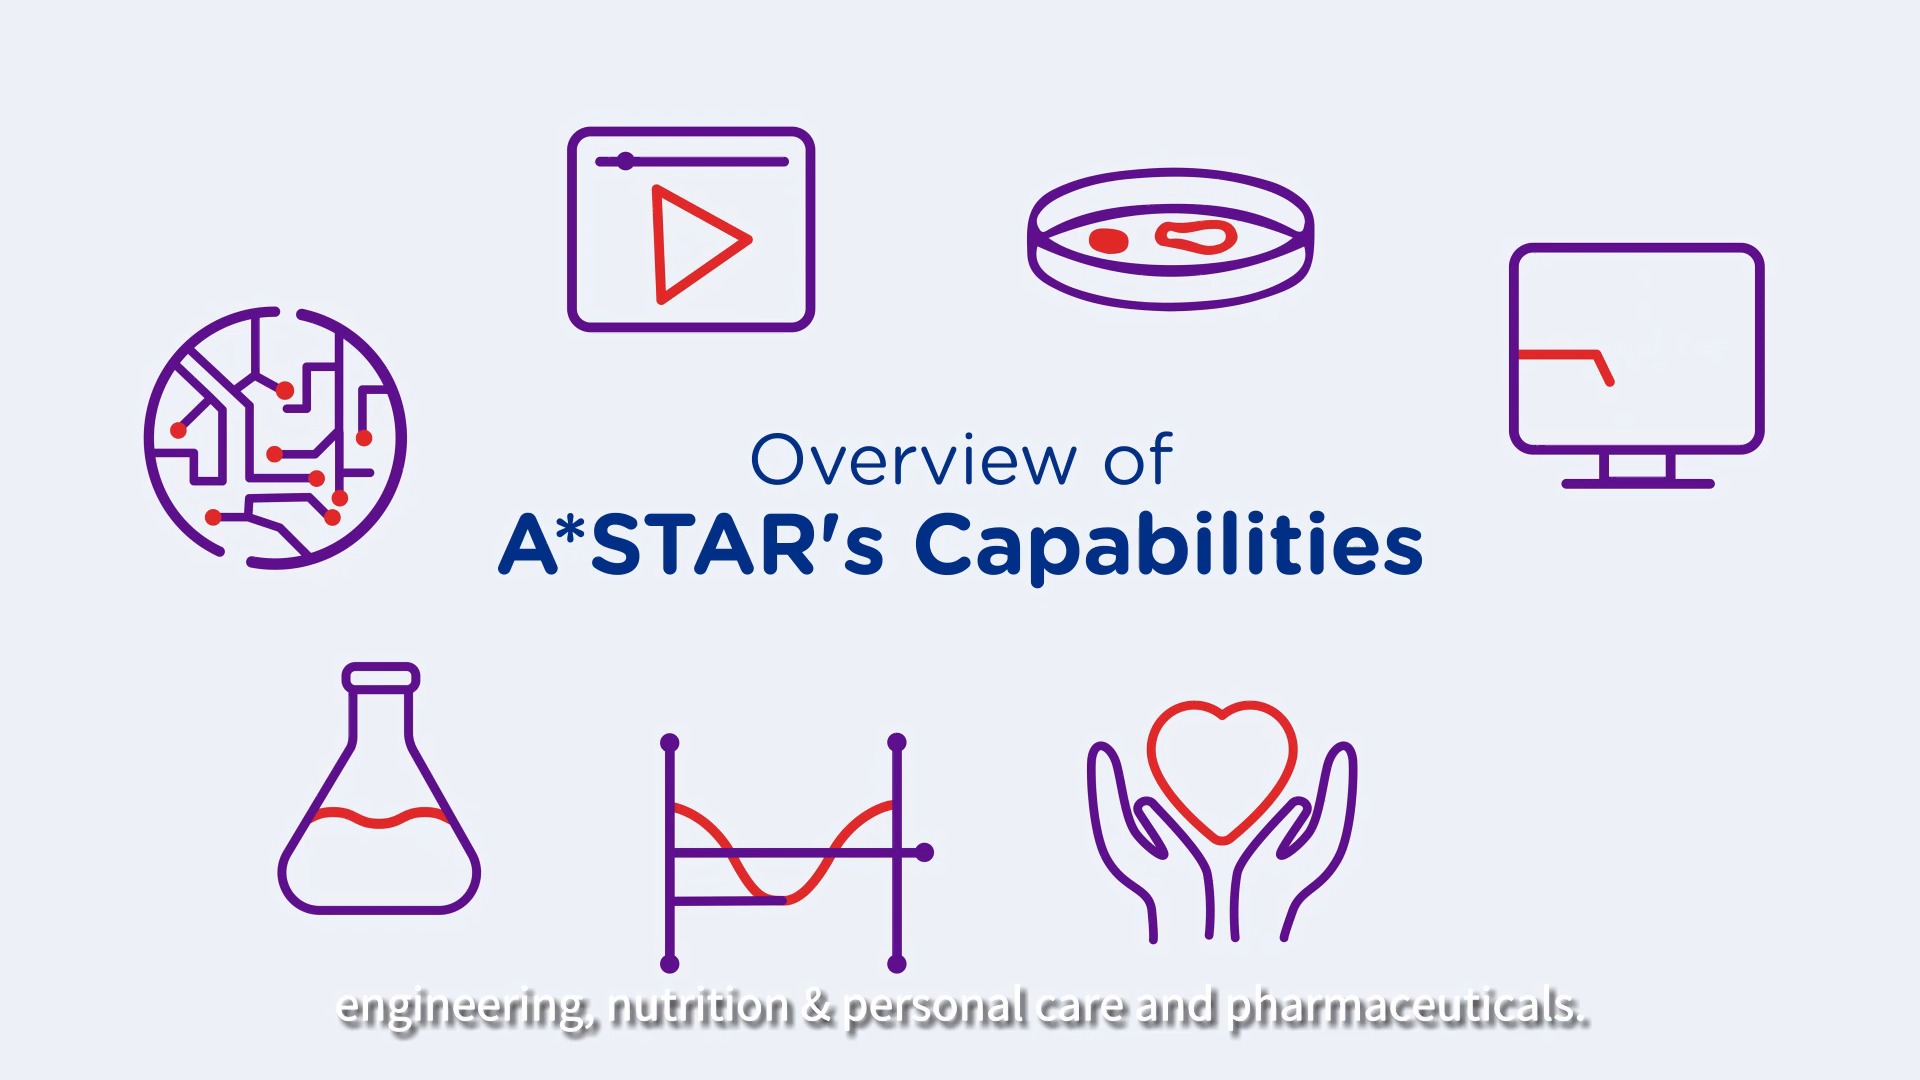 Overview of
A*STAR's Capabilities
engineering, nutrition & personal care and pharmaceuticals.